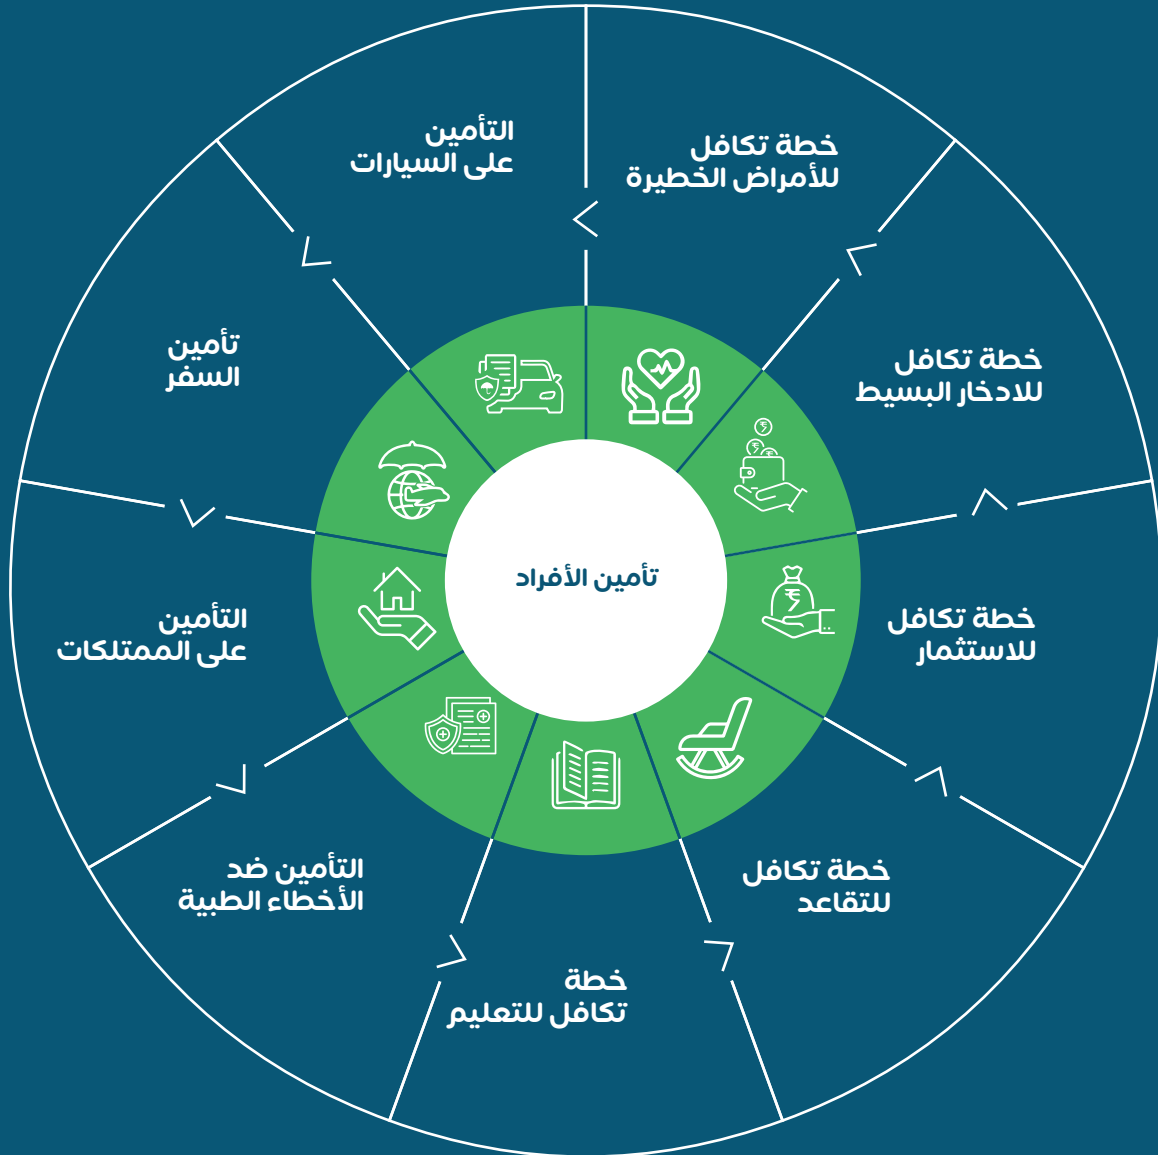 خطة تكافل
للأمراض الخطيرة
التأمين
على السيارات
خطة تكافل
للادخار البسيط
تأمين
السفر
تأمين الأفراد
خطة تكافل
للاستثمار
التأمين
على الممتلكات
خطة تكافل
للتقاعد
التأمين ضد
الأخطاء الطبية
خطة
تكافل للتعليم